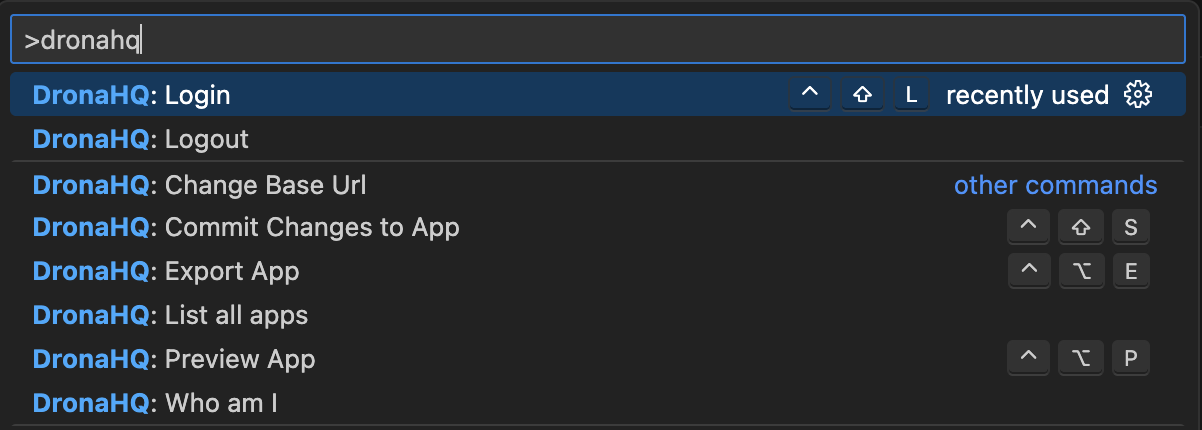 >dronahq
DronaHQ: Login ^ ⇧ L recently used
DronaHQ: Logout
DronaHQ: Change Base Url other commands
DronaHQ: Commit Changes to App ^ ⇧ S
DronaHQ: Export App ^ ⌥ E
DronaHQ: List all apps
DronaHQ: Preview App ^ ⌥ P
DronaHQ: Who am I